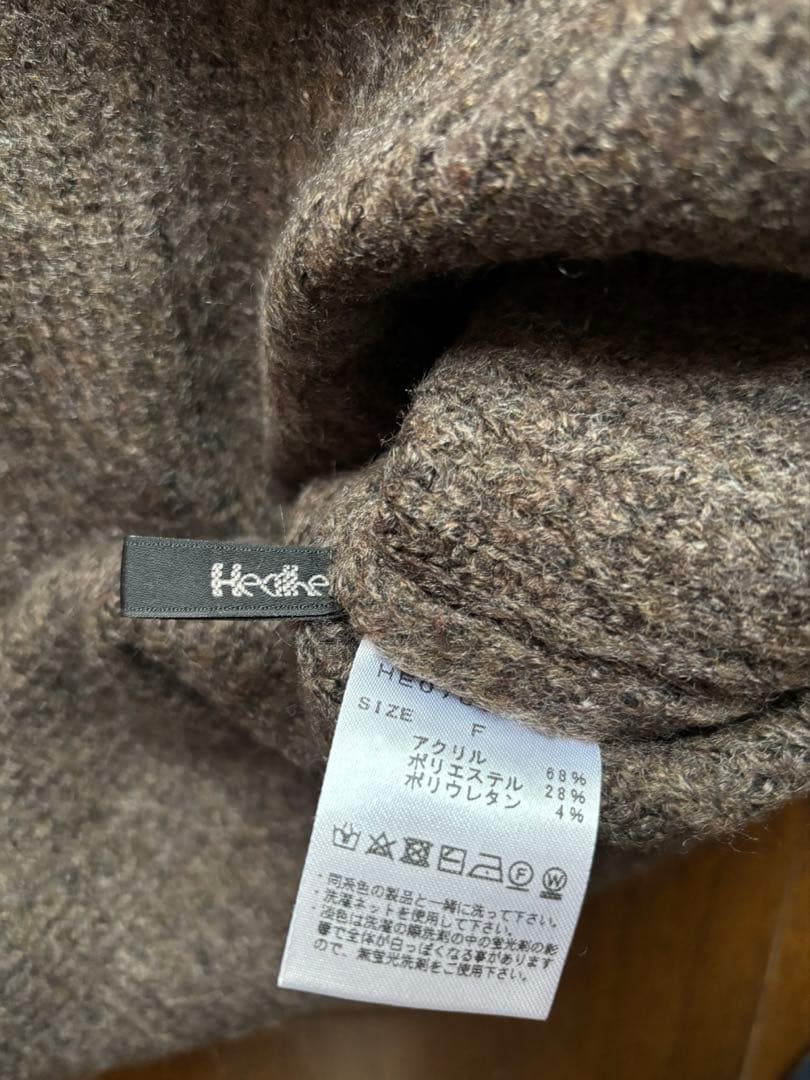 Heathe
HE078
SIZE F
アクリル 68%
ポリエステル 28%
ポリウレタン 4%
・同系色の製品と一緒に洗って下さい。
・洗濯ネットを使用して下さい。
・淡色は洗濯の際洗剤の中の蛍光剤の影
響で全体が白っぽくなる事があります
ので、無蛍光洗剤をご使用下さい。